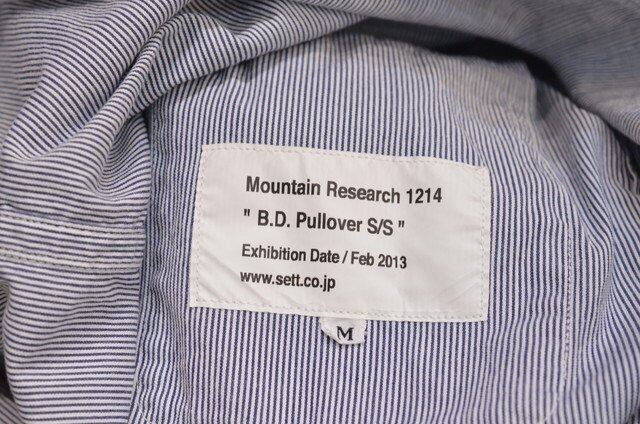 Mountain Research 1214
" B.D. Pullover S/S "
Exhibition Date / Feb 2013
www.sett.co.jp
M